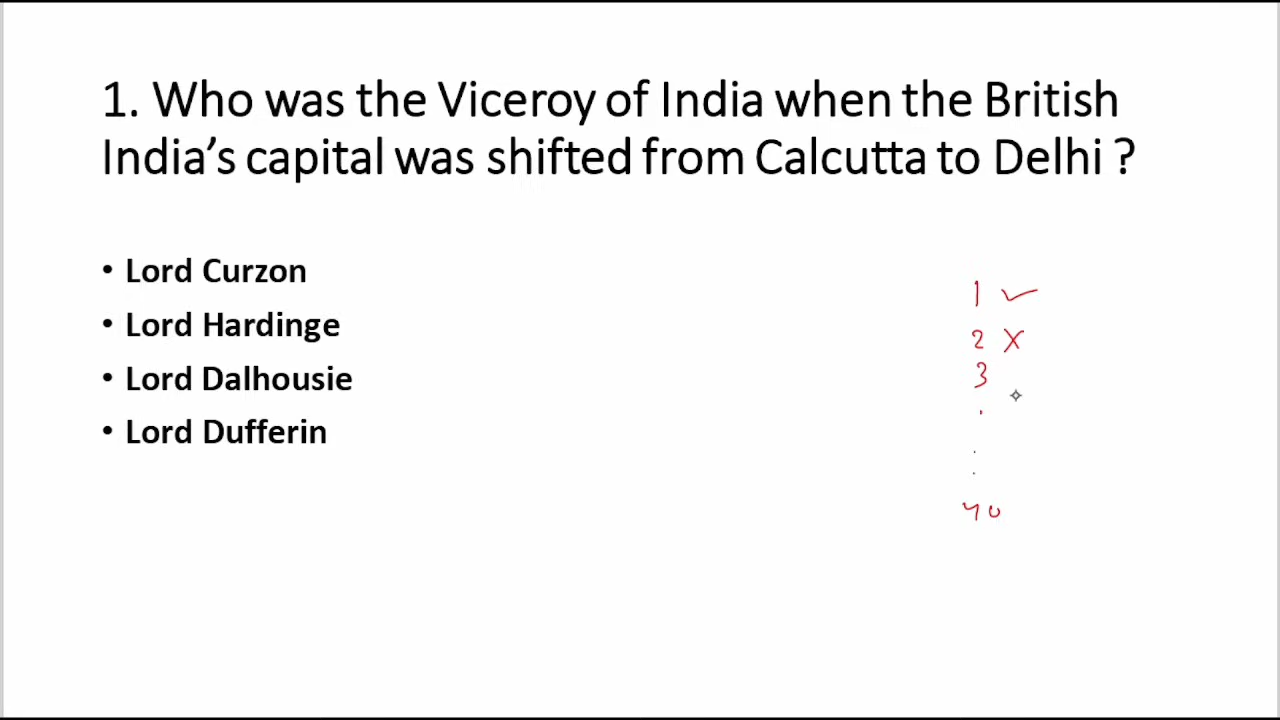 1. Who was the Viceroy of India when the British
India’s capital was shifted from Calcutta to Delhi ?
• Lord Curzon
• Lord Hardinge
• Lord Dalhousie
• Lord Dufferin
1 ✓
2 X
3
.
.
.
40